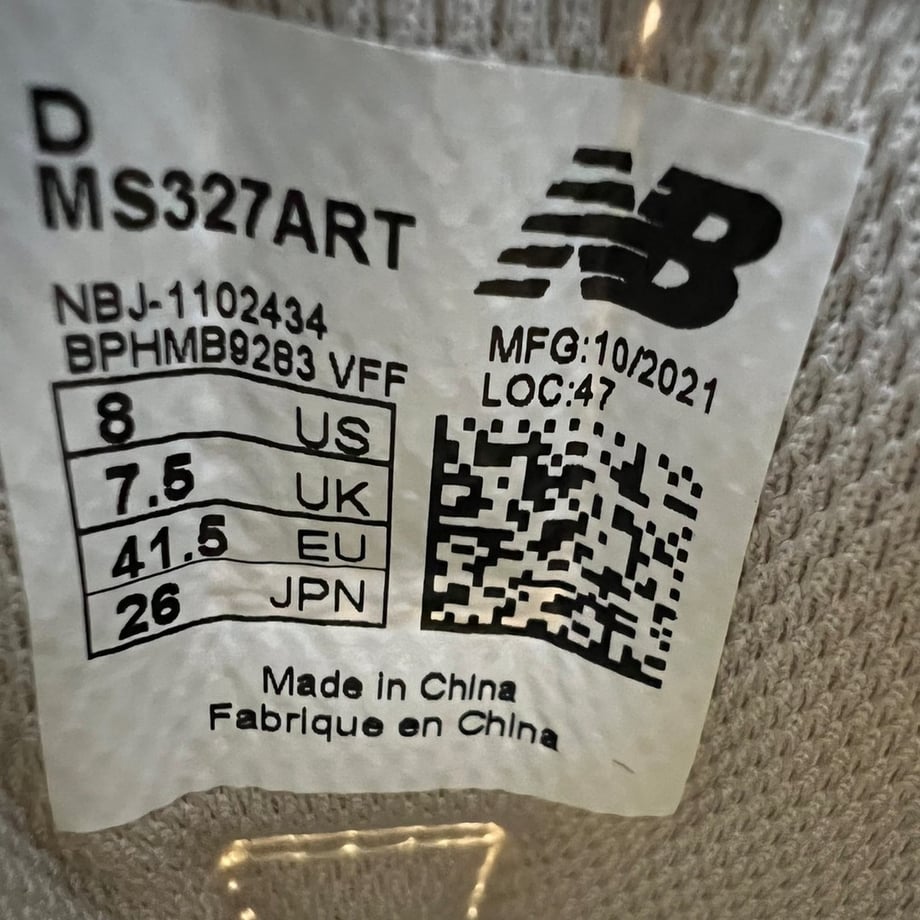 D
MS327ART
NB
NBJ-1102434
BPHMB9283 VFF
MFG:10/2021
LOC:47
8 US
7.5 UK
41.5 EU
26 JPN
Made in China
Fabrique en China